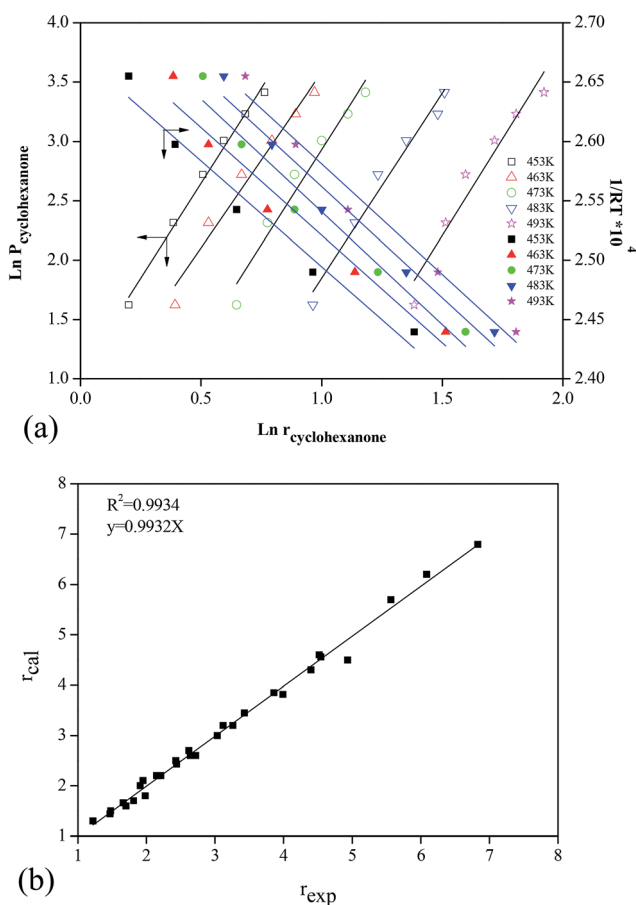 4.0
3.5
3.0
2.5
2.0
1.5
1.0
Ln P cyclohexanone
2.70
2.65
2.60
2.55
2.50
2.45
2.40
1/RT*10 4
453K
463K
473K
483K
493K
453K
463K
473K
483K
493K
0.0 0.5 1.0 1.5 2.0
Ln r cyclohexanone
(a)
8
7
6
5
4
3
2
1
R2=0.9934
y=0.9932X
r cal
1 2 3 4 5 6 7 8
r exp
(b)